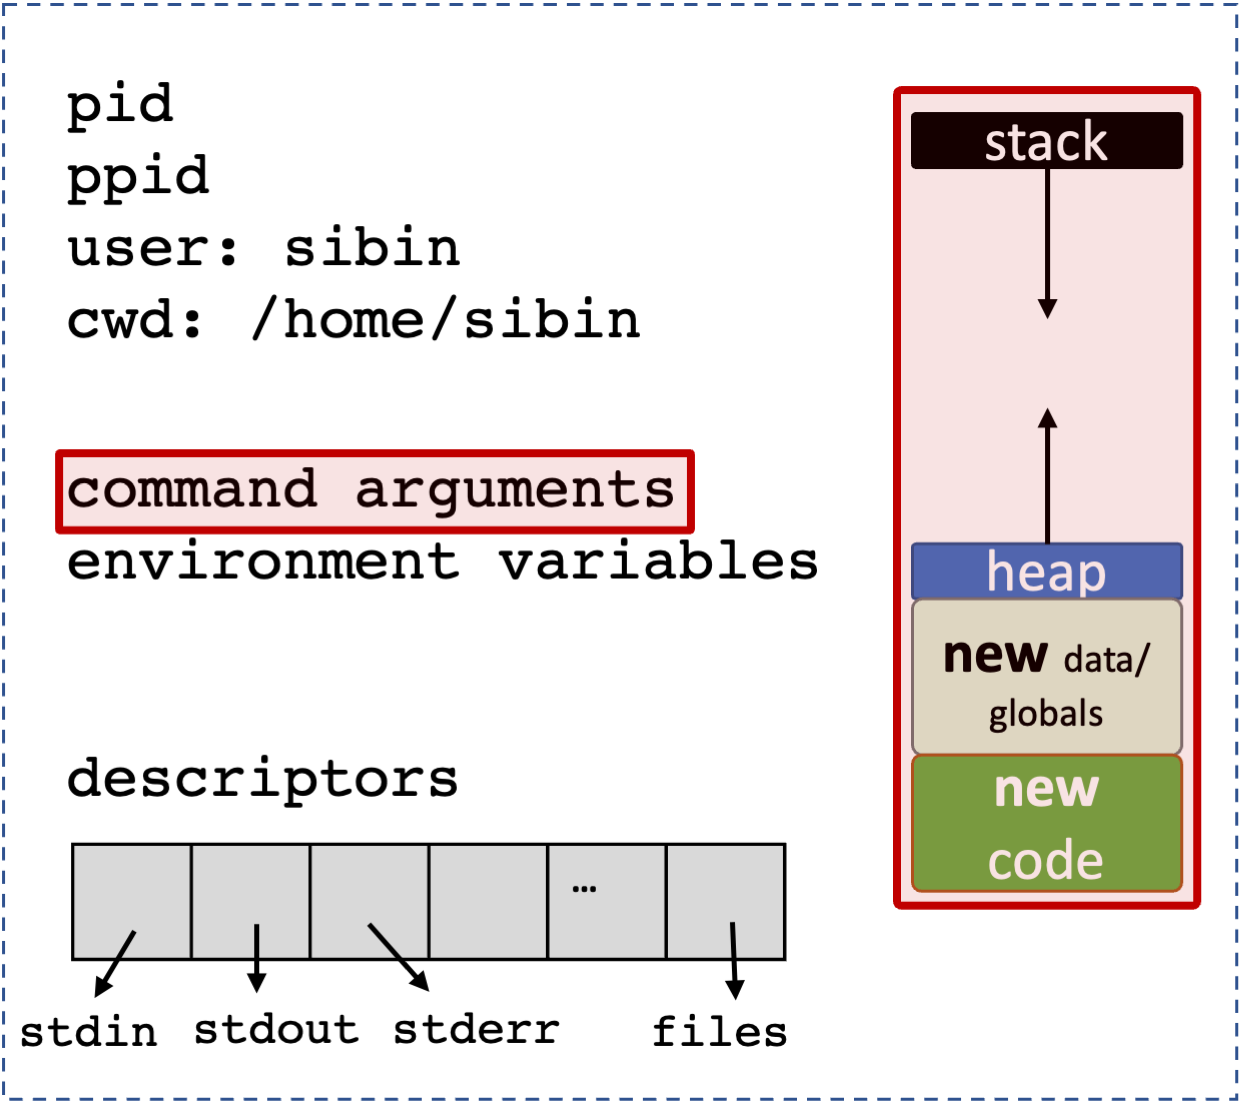 pid
ppid
user: sibin
cwd: /home/sibin
command arguments
environment variables
descriptors
...
stdin
stdout
stderr
files
stack
heap
new data/
globals
new
code